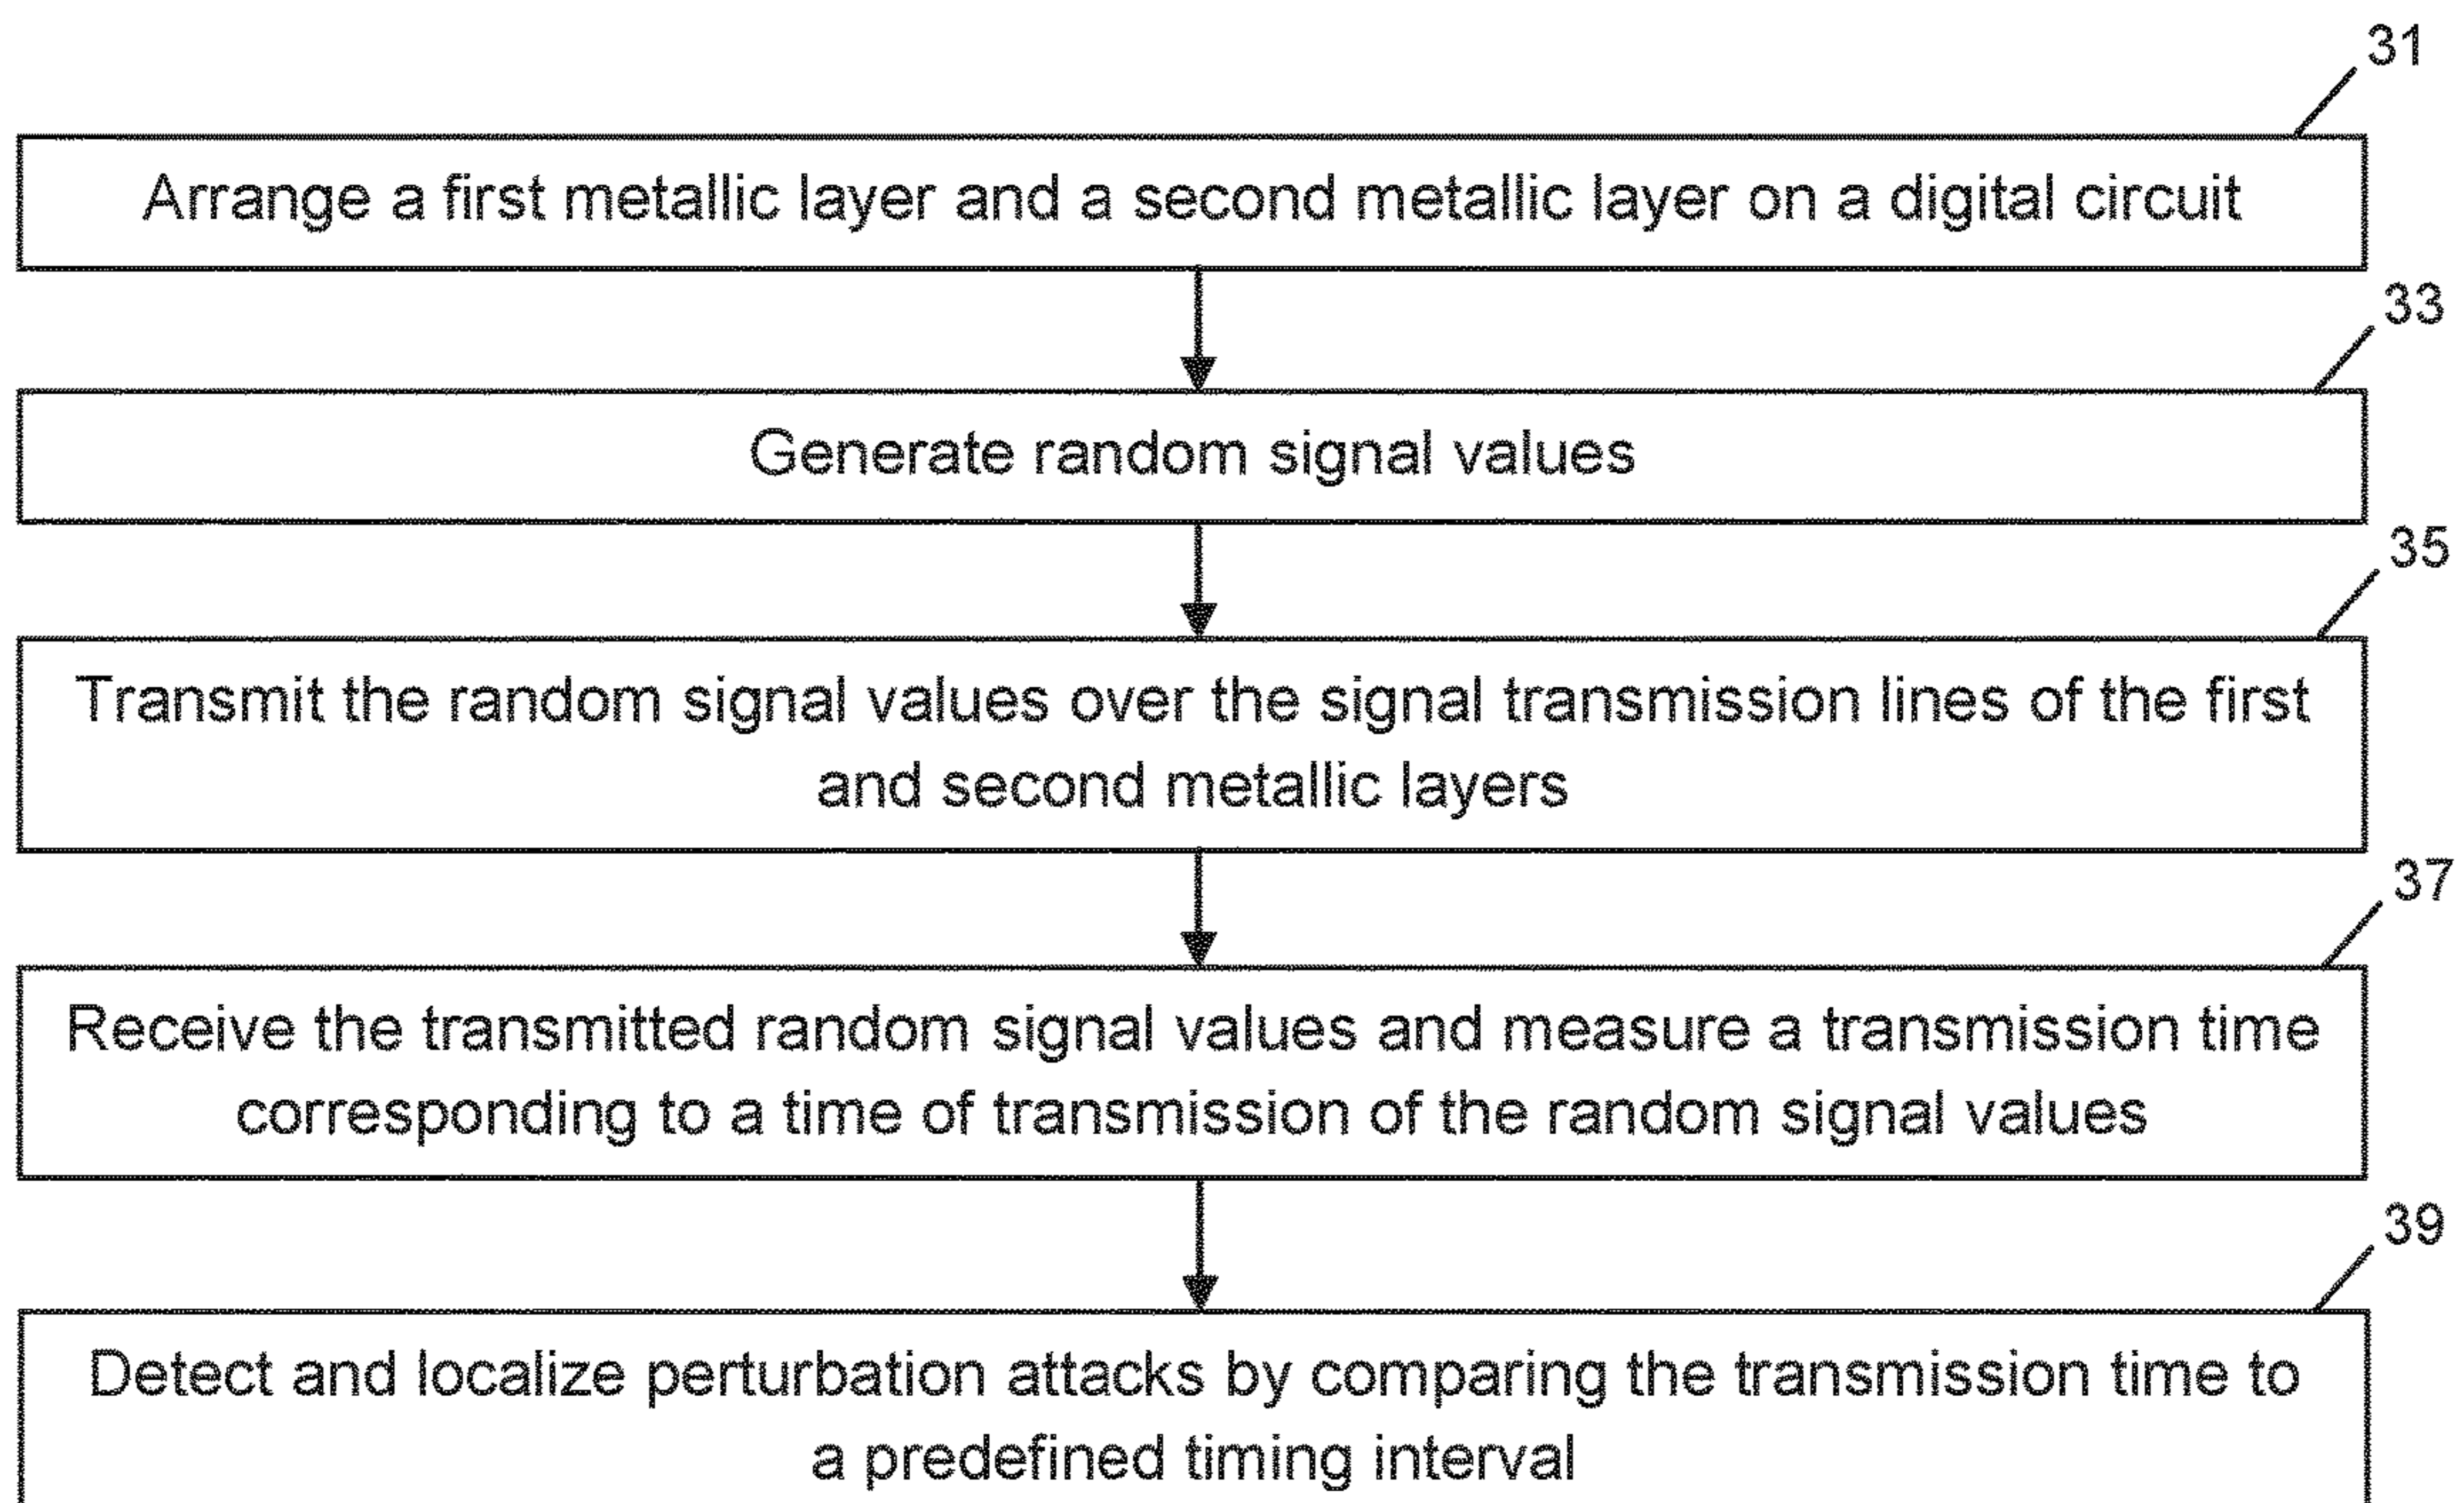 31
Arrange a first metallic layer and a second metallic layer on a digital circuit
33
Generate random signal values
35
Transmit the random signal values over the signal transmission lines of the first
and second metallic layers
37
Receive the transmitted random signal values and measure a transmission time
corresponding to a time of transmission of the random signal values
39
Detect and localize perturbation attacks by comparing the transmission time to
a predefined timing interval